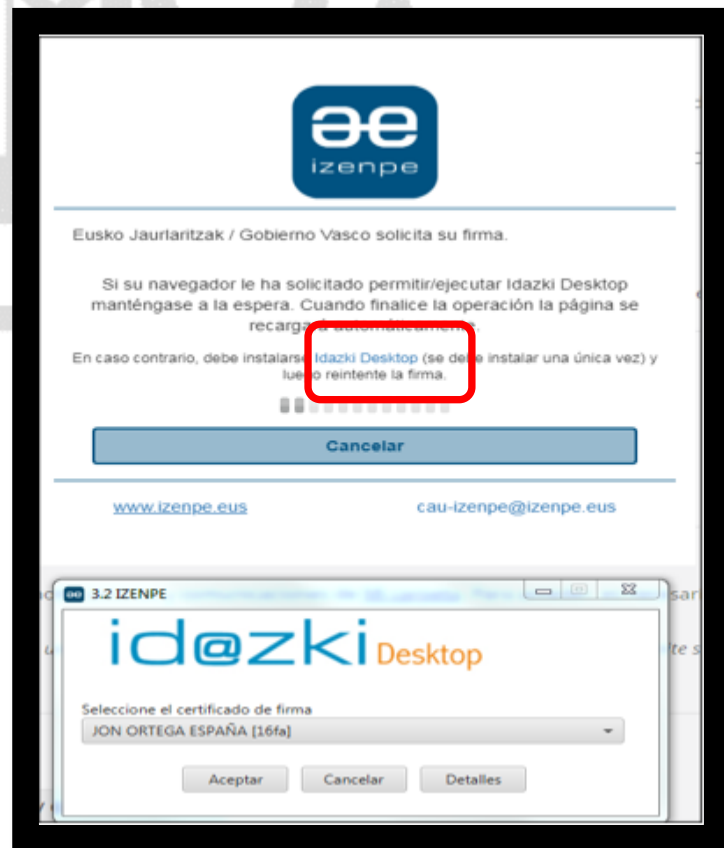 izenpe
Eusko Jaurlaritzak / Gobierno Vasco solicita su firma.
Si su navegador le ha solicitado permitir/ejecutar Idazki Desktop
manténgase a la espera. Cuando finalice la operación la página se
recargará automáticamente.
En caso contrario, debe instalarse Idazki Desktop (se debe instalar una única vez) y
luego reintente la firma.
Cancelar
www.izenpe.eus cau-izenpe@izenpe.eus
3.2 IZENPE
id@zki Desktop
Seleccione el certificado de firma
JON ORTEGA ESPAÑA [16fa]
Aceptar Cancelar Detalles